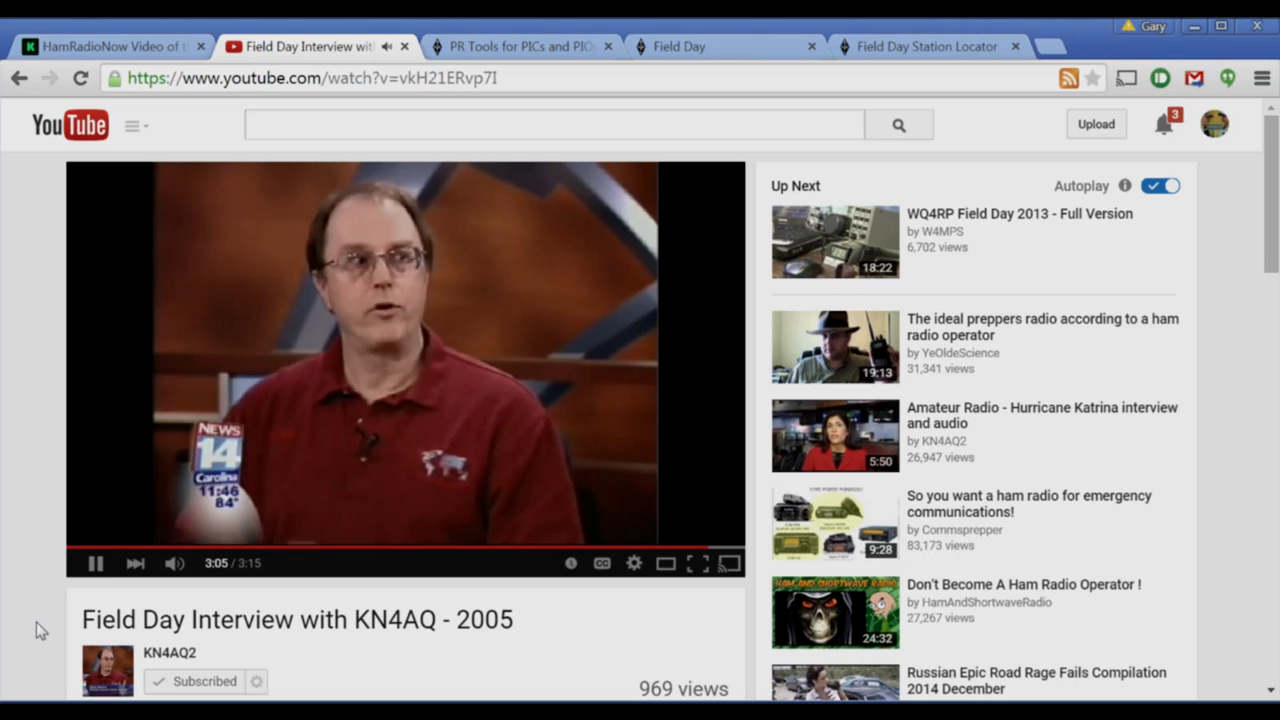 Gary
HamRadioNow Video of t
Field Day Interview with
PR Tools for PICs and PIO
Field Day
Field Day Station Locator
https://www.youtube.com/watch?v=vkH21ERvp7I
YouTube
Upload
3
Up Next
Autoplay
WQ4RP Field Day 2013 - Full Version
by W4MPS
6,702 views
18:22
The ideal preppers radio according to a ham
radio operator
by YeOldeScience
31,341 views
19:13
Amateur Radio - Hurricane Katrina interview
and audio
by KN4AQ2
26,947 views
5:50
So you want a ham radio for emergency
communications!
by Commsprepper
83,173 views
9:28
Don't Become A Ham Radio Operator !
by HamAndShortwaveRadio
27,267 views
HAM AND SHORTWAVE RADIO
24:32
Russian Epic Road Rage Fails Compilation
2014 December
NEWS
14
Carolina
11:46
84°
3:05 / 3:15
CC
Field Day Interview with KN4AQ - 2005
KN4AQ2
Subscribed
969 views